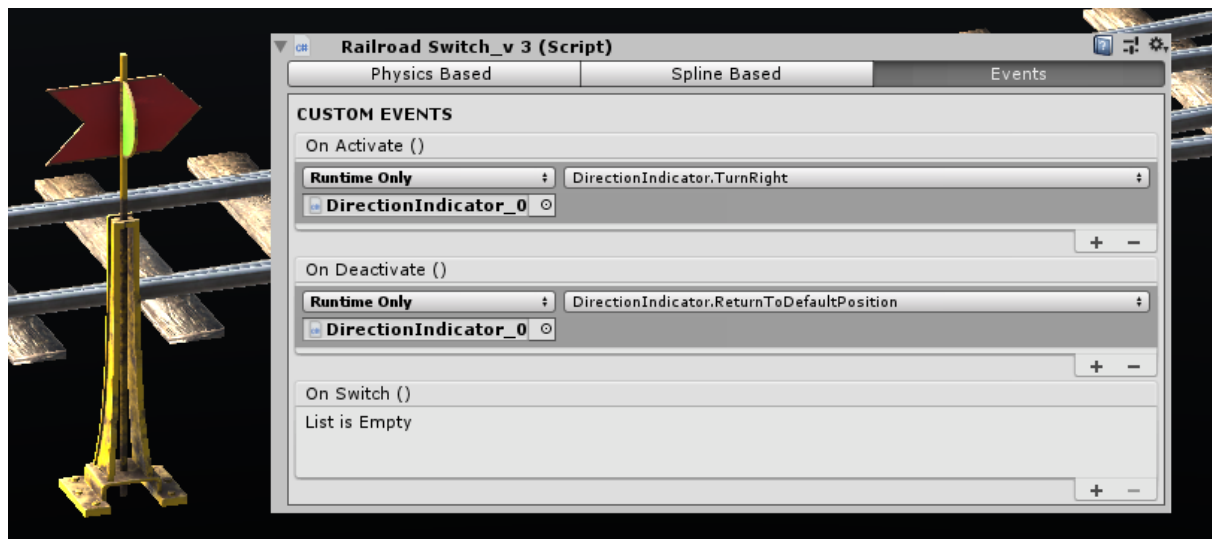 Railroad Switch_v 3 (Script)
Physics Based Spline Based Events
CUSTOM EVENTS
On Activate ()
Runtime Only DirectionIndicator.TurnRight
DirectionIndicator_0
+ −
On Deactivate ()
Runtime Only DirectionIndicator.ReturnToDefaultPosition
DirectionIndicator_0
+ −
On Switch ()
List is Empty
+ −